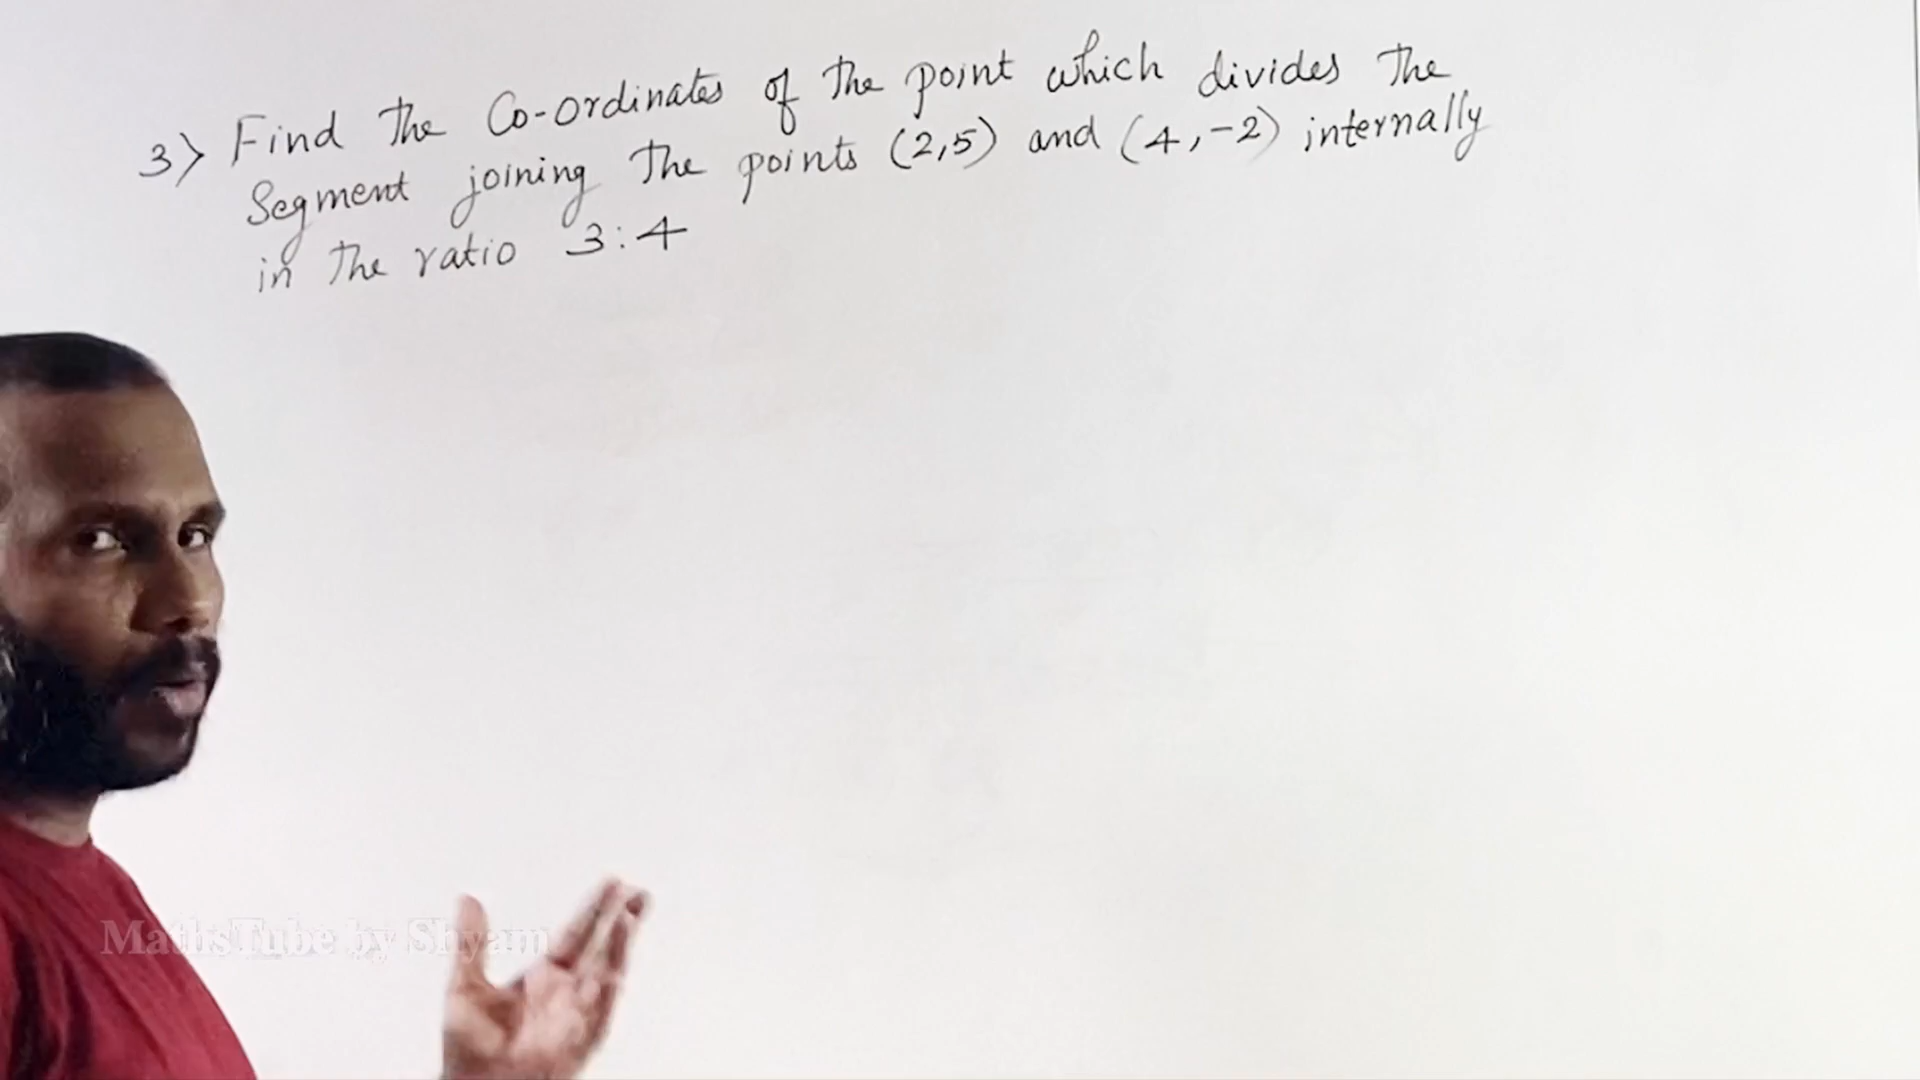 3) Find the Co-ordinates of the point which divides the
Segment joining the points (2,5) and (4,-2) internally
in the ratio 3:4
MathsTube by Shyam